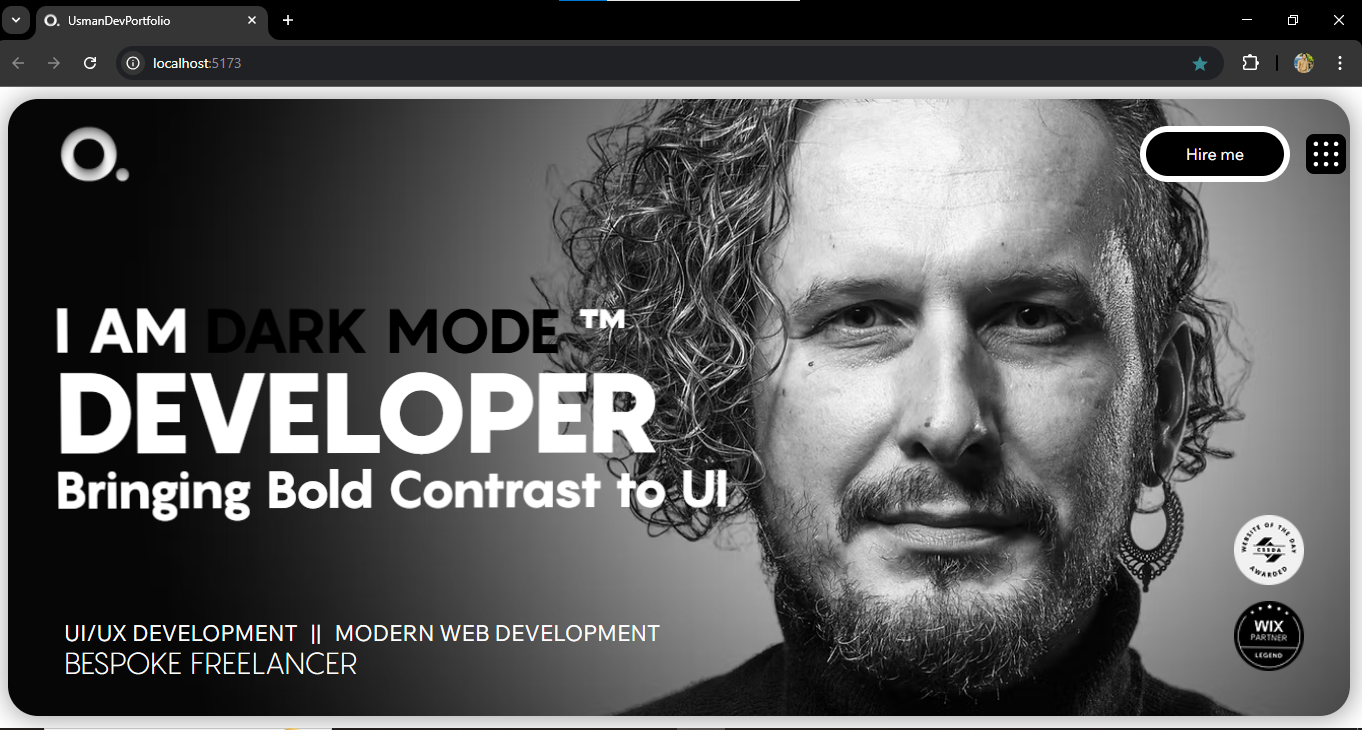 UsmanDevPortfolio
localhost:5173
Hire me
I AM DARK MODE ™
DEVELOPER
Bringing Bold Contrast to UI
UI/UX DEVELOPMENT || MODERN WEB DEVELOPMENT
BESPOKE FREELANCER
WEBSITE OF THE DAY
CSSDA
AWARDED
WIX
PARTNER
LEGEND